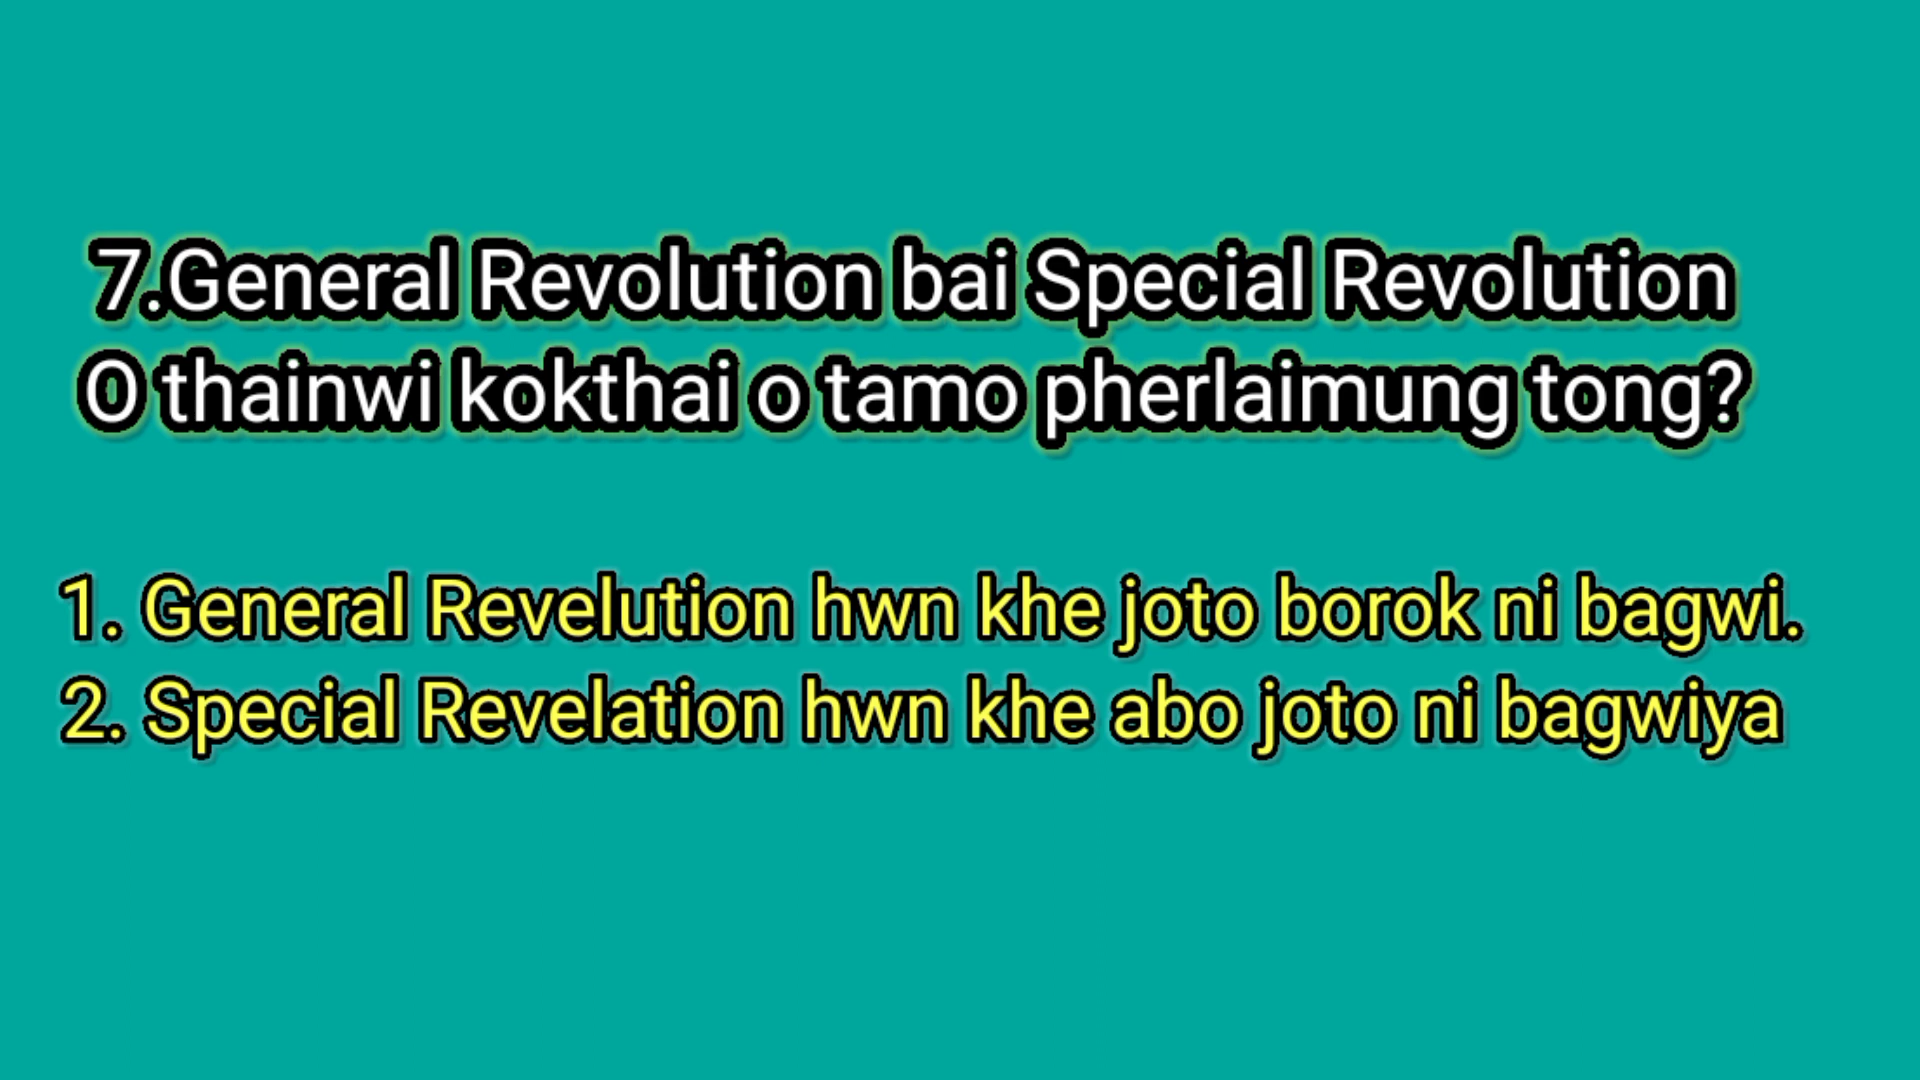 7.General Revolution bai Special Revolution
O thainwi kokthai o tamo pherlaimung tong?
1. General Revelution hwn khe joto borok ni bagwi.
2. Special Revelation hwn khe abo joto ni bagwiya